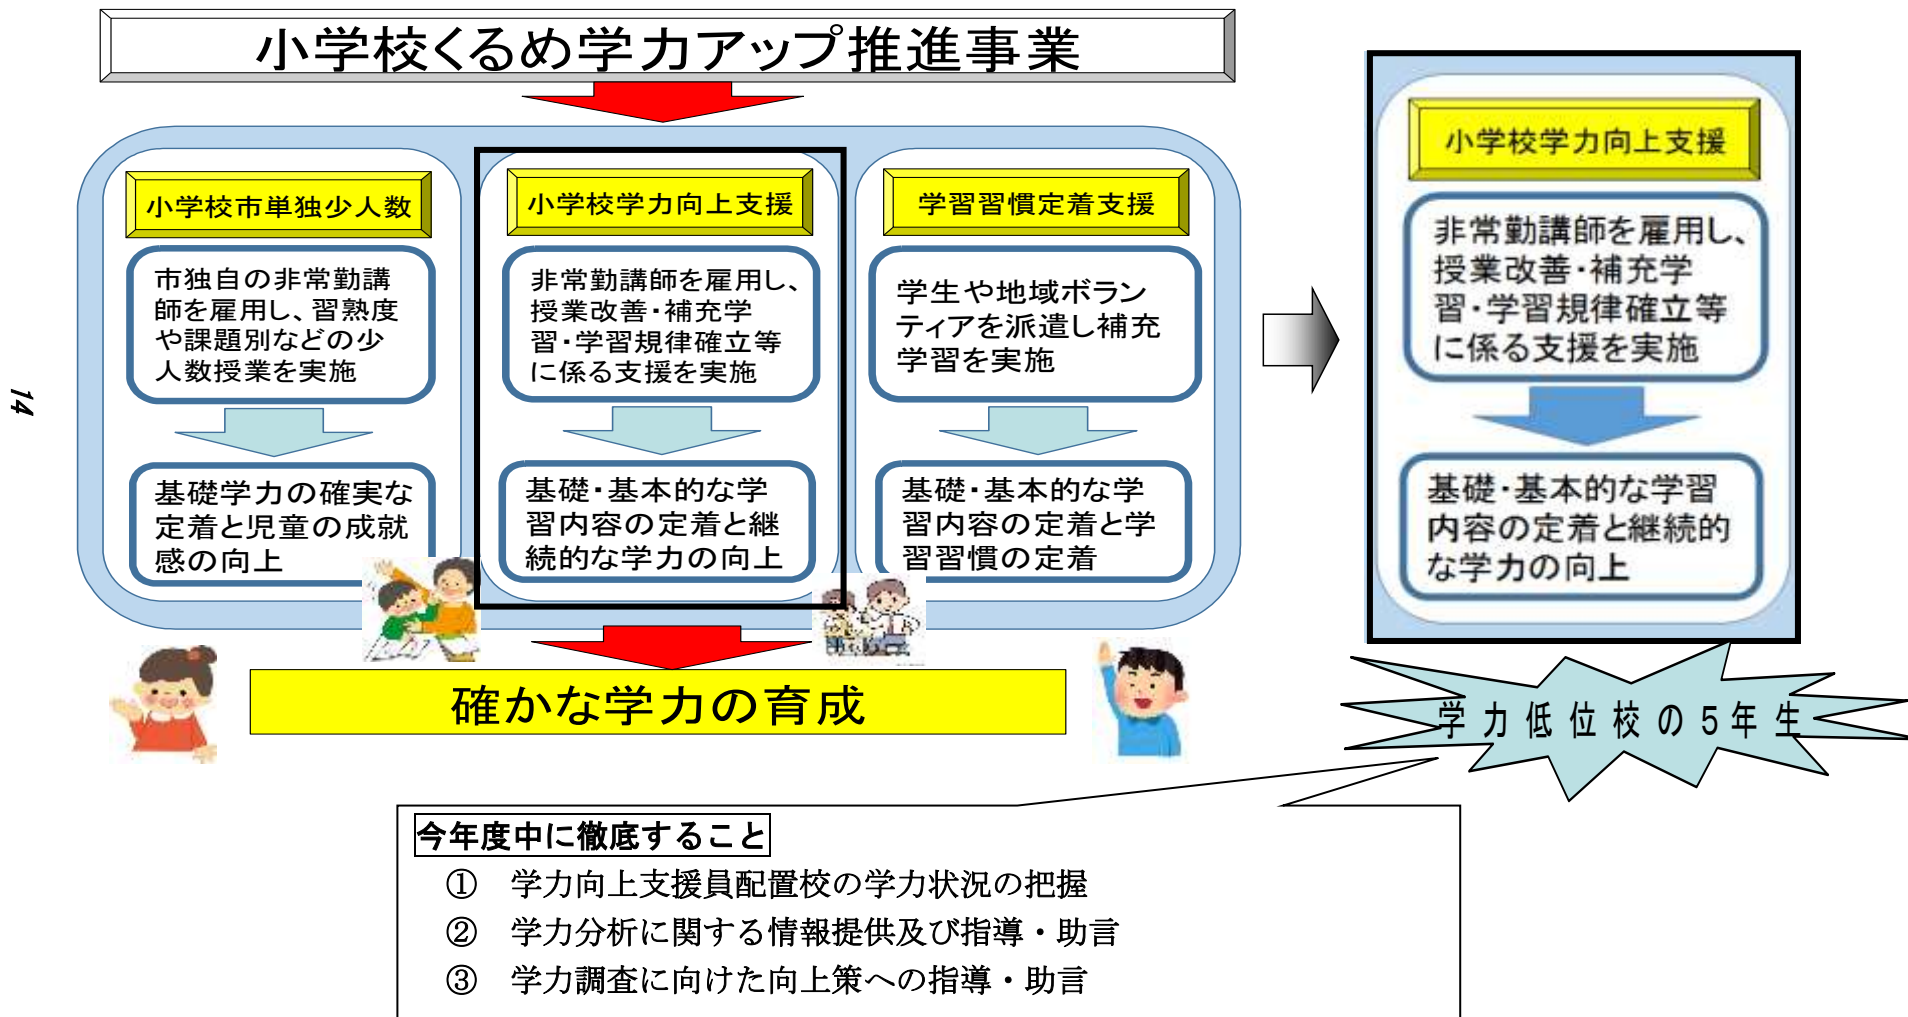 小学校くるめ学力アップ推進事業
小学校市単独少人数
市独自の非常勤講
師を雇用し、習熟度
や課題別などの少
人数授業を実施
基礎学力の確実な
定着と児童の成就
感の向上
小学校学力向上支援
非常勤講師を雇用し、
授業改善・補充学
習・学習規律確立等
に係る支援を実施
基礎・基本的な学
習内容の定着と継
続的な学力の向上
学習習慣定着支援
学生や地域ボラン
ティアを派遣し補充
学習を実施
基礎・基本的な学
習内容の定着と学
習習慣の定着
確かな学力の育成
小学校学力向上支援
非常勤講師を雇用し、
授業改善・補充学
習・学習規律確立等
に係る支援を実施
基礎・基本的な学習
内容の定着と継続的
な学力の向上
学力低位校の5年生
今年度中に徹底すること
① 学力向上支援員配置校の学力状況の把握
② 学力分析に関する情報提供及び指導・助言
③ 学力調査に向けた向上策への指導・助言
14